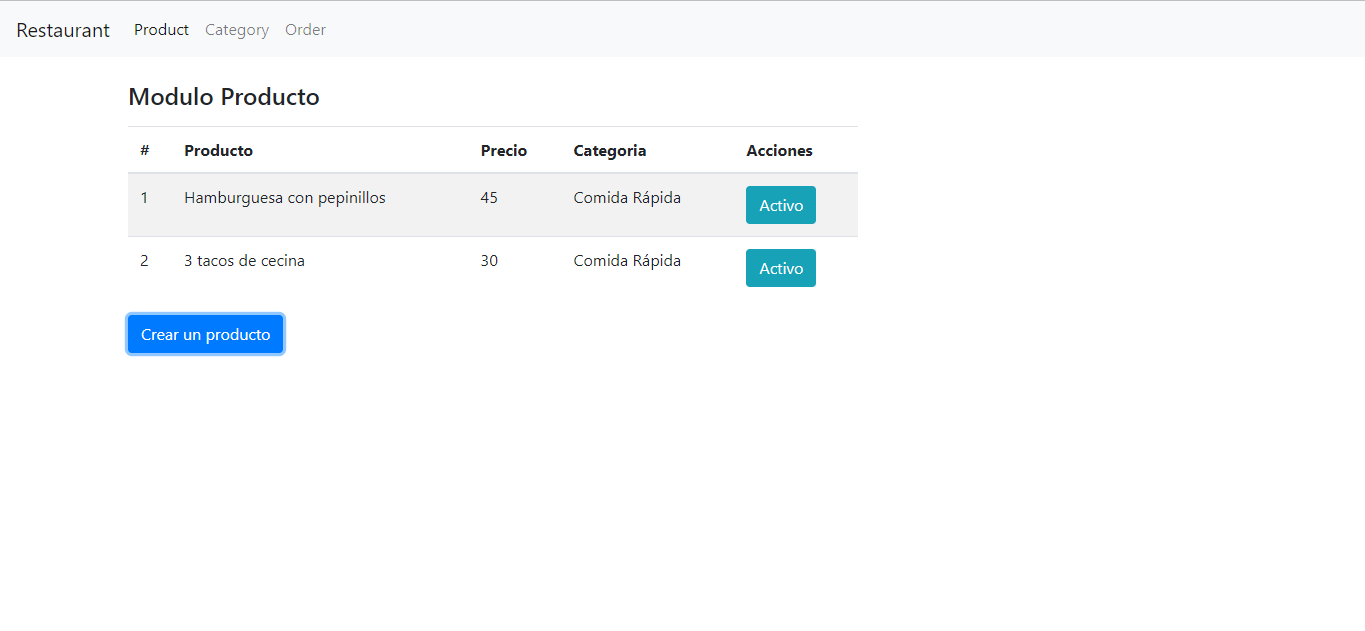 Restaurant Product Category Order
Modulo Producto
# Producto Precio Categoria Acciones
1 Hamburguesa con pepinillos 45 Comida Rápida Activo
2 3 tacos de cecina 30 Comida Rápida Activo
Crear un producto